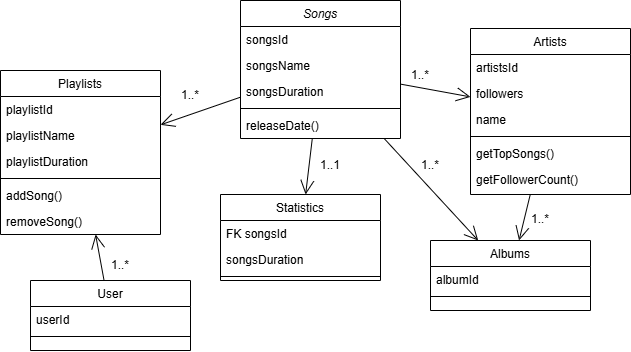 Songs
songsId
songsName
songsDuration
releaseDate()
Artists
artistsId
followers
name
getTopSongs()
getFollowerCount()
Playlists
playlistId
playlistName
playlistDuration
addSong()
removeSong()
1..*
1..*
1..1
1..*
Statistics
FK songsId
songsDuration
1..*
Albums
albumId
1..*
User
userId